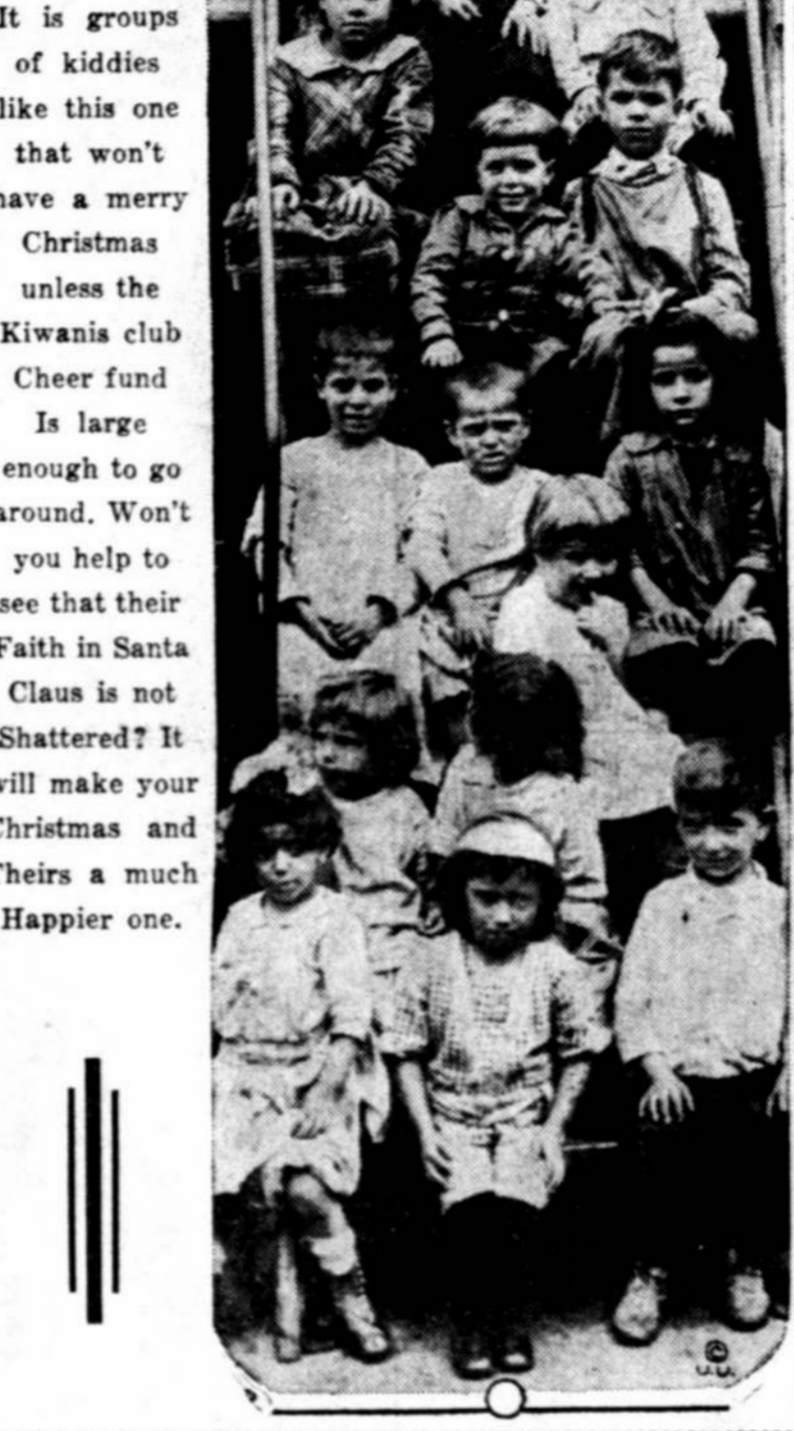 It is groups
of kiddies
like this one
that won't
have a merry
Christmas
unless the
Kiwanis club
Cheer fund
Is large
enough to go
around. Won't
you help to
see that their
Faith in Santa
Claus is not
Shattered? It
will make your
Christmas and
Theirs a much
Happier one.
©
U.U.